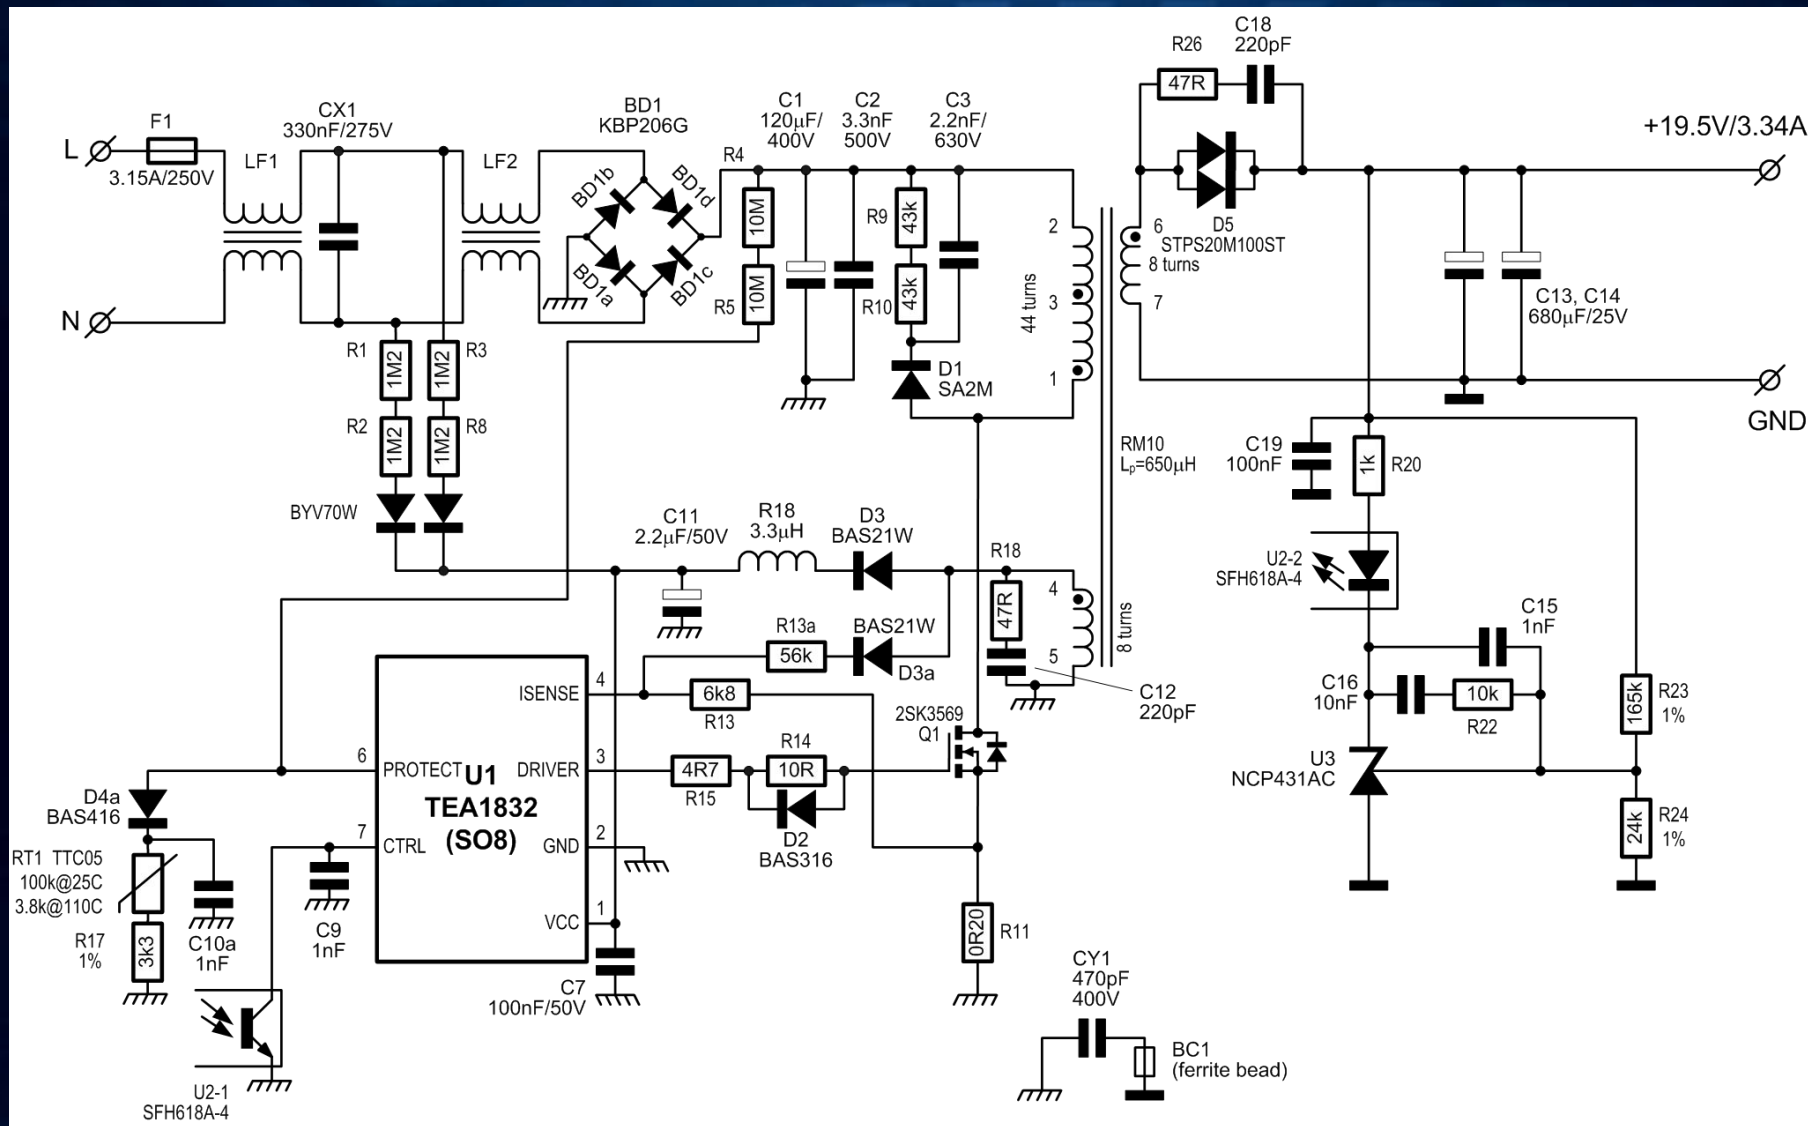 C18
220pF
R26
47R
+19.5V/3.34A
L
F1
3.15A/250V
LF1
CX1
330nF/275V
LF2
BD1
KBP206G
BD1b
BD1d
BD1a
BD1c
C1
120µF/
400V
C2
3.3nF
500V
C3
2.2nF/
630V
R4
10M
R5
10M
R9
43k
R10
43k
D1
SA2M
2
3
1
44 turns
6
7
8 turns
D5
STPS20M100ST
C13, C14
680µF/25V
GND
N
R1
1M2
R3
1M2
R2
1M2
R8
1M2
BYV70W
RM10
Lp=650µH
C19
100nF
1k
R20
C11
2.2µF/50V
R18
3.3µH
D3
BAS21W
R18
47R
4
5
8 turns
C12
220pF
R13a
56k
BAS21W
D3a
U2-2
SFH618A-4
C15
1nF
C16
10nF
10k
R22
165k
R23
1%
24k
R24
1%
U3
NCP431AC
U1
TEA1832
(SO8)
ISENSE
4
6k8
R13
2SK3569
Q1
6
PROTECT
DRIVER
3
4R7
R15
R14
10R
D2
BAS316
7
CTRL
GND
2
VCC
1
D4a
BAS416
RT1 TTC05
100k@25C
3.8k@110C
R17
1%
3k3
C10a
1nF
C9
1nF
C7
100nF/50V
0R20
R11
U2-1
SFH618A-4
CY1
470pF
400V
BC1
(ferrite bead)